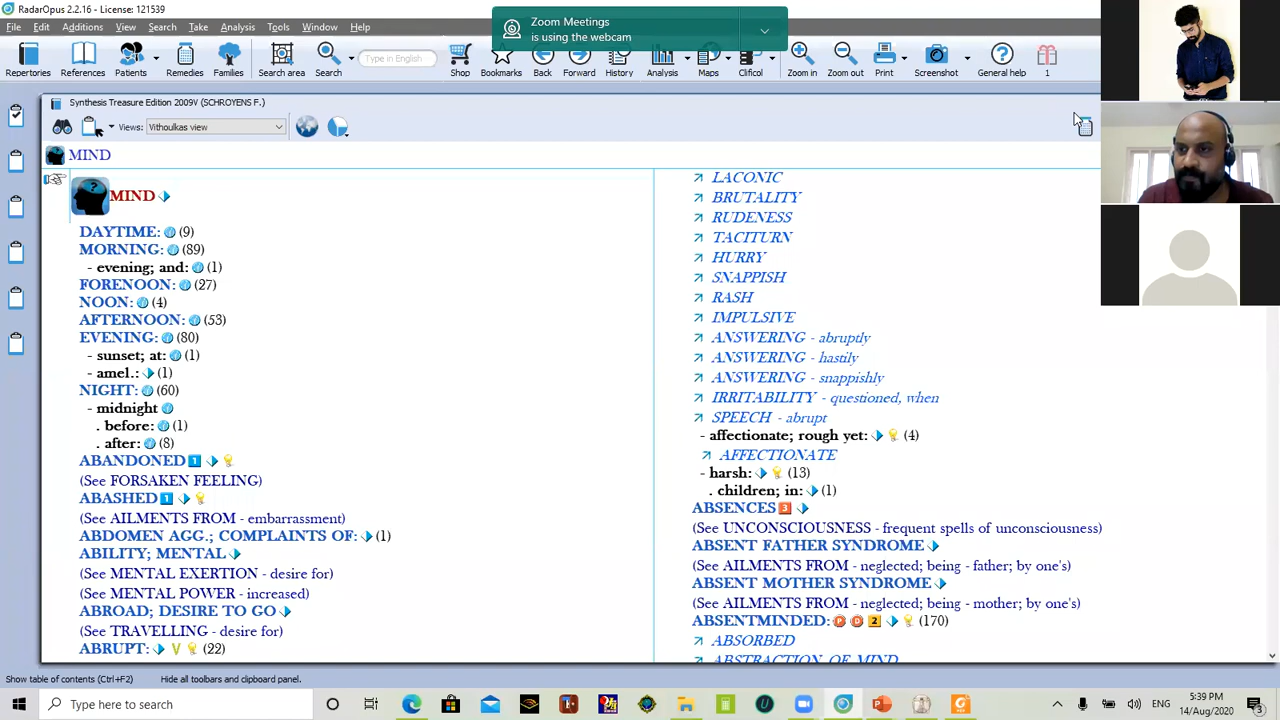 RadarOpus 2.2.16 - License: 121539
File Edit Additions View Search Take Analysis Tools Window Help
Zoom Meetings
is using the webcam
Type in English
Repertories References Patients Remedies Families Search area Search Shop Bookmarks Back Forward History Analysis Maps Clificol Zoom in Zoom out Print Screenshot General help 1
Synthesis Treasure Edition 2009V (SCHROYENS F.)
Views: Vithoulkas view
MIND
MIND
DAYTIME: (9)
MORNING: (89)
- evening; and: (1)
FORENOON: (27)
NOON: (4)
AFTERNOON: (53)
EVENING: (80)
- sunset; at: (1)
- amel.: (1)
NIGHT: (60)
- midnight
. before: (1)
. after: (8)
ABANDONED 1
(See FORSAKEN FEELING)
ABASHED 1
(See AILMENTS FROM - embarrassment)
ABDOMEN AGG.; COMPLAINTS OF: (1)
ABILITY; MENTAL
(See MENTAL EXERTION - desire for)
(See MENTAL POWER - increased)
ABROAD; DESIRE TO GO
(See TRAVELLING - desire for)
ABRUPT: V (22)
LACONIC
BRUTALITY
RUDENESS
TACITURN
HURRY
SNAPPISH
RASH
IMPULSIVE
ANSWERING - abruptly
ANSWERING - hastily
ANSWERING - snappishly
IRRITABILITY - questioned, when
SPEECH - abrupt
- affectionate; rough yet: (4)
AFFECTIONATE
- harsh: (13)
. children; in: (1)
ABSENCES 3
(See UNCONSCIOUSNESS - frequent spells of unconsciousness)
ABSENT FATHER SYNDROME
(See AILMENTS FROM - neglected; being - father; by one's)
ABSENT MOTHER SYNDROME
(See AILMENTS FROM - neglected; being - mother; by one's)
ABSENTMINDED: P P 2 (170)
ABSORBED
ABSTRACTION OF MIND
Show table of contents (Ctrl+F2) Hide all toolbars and clipboard panel.
Type here to search
ENG
5:39 PM
14/Aug/2020
3